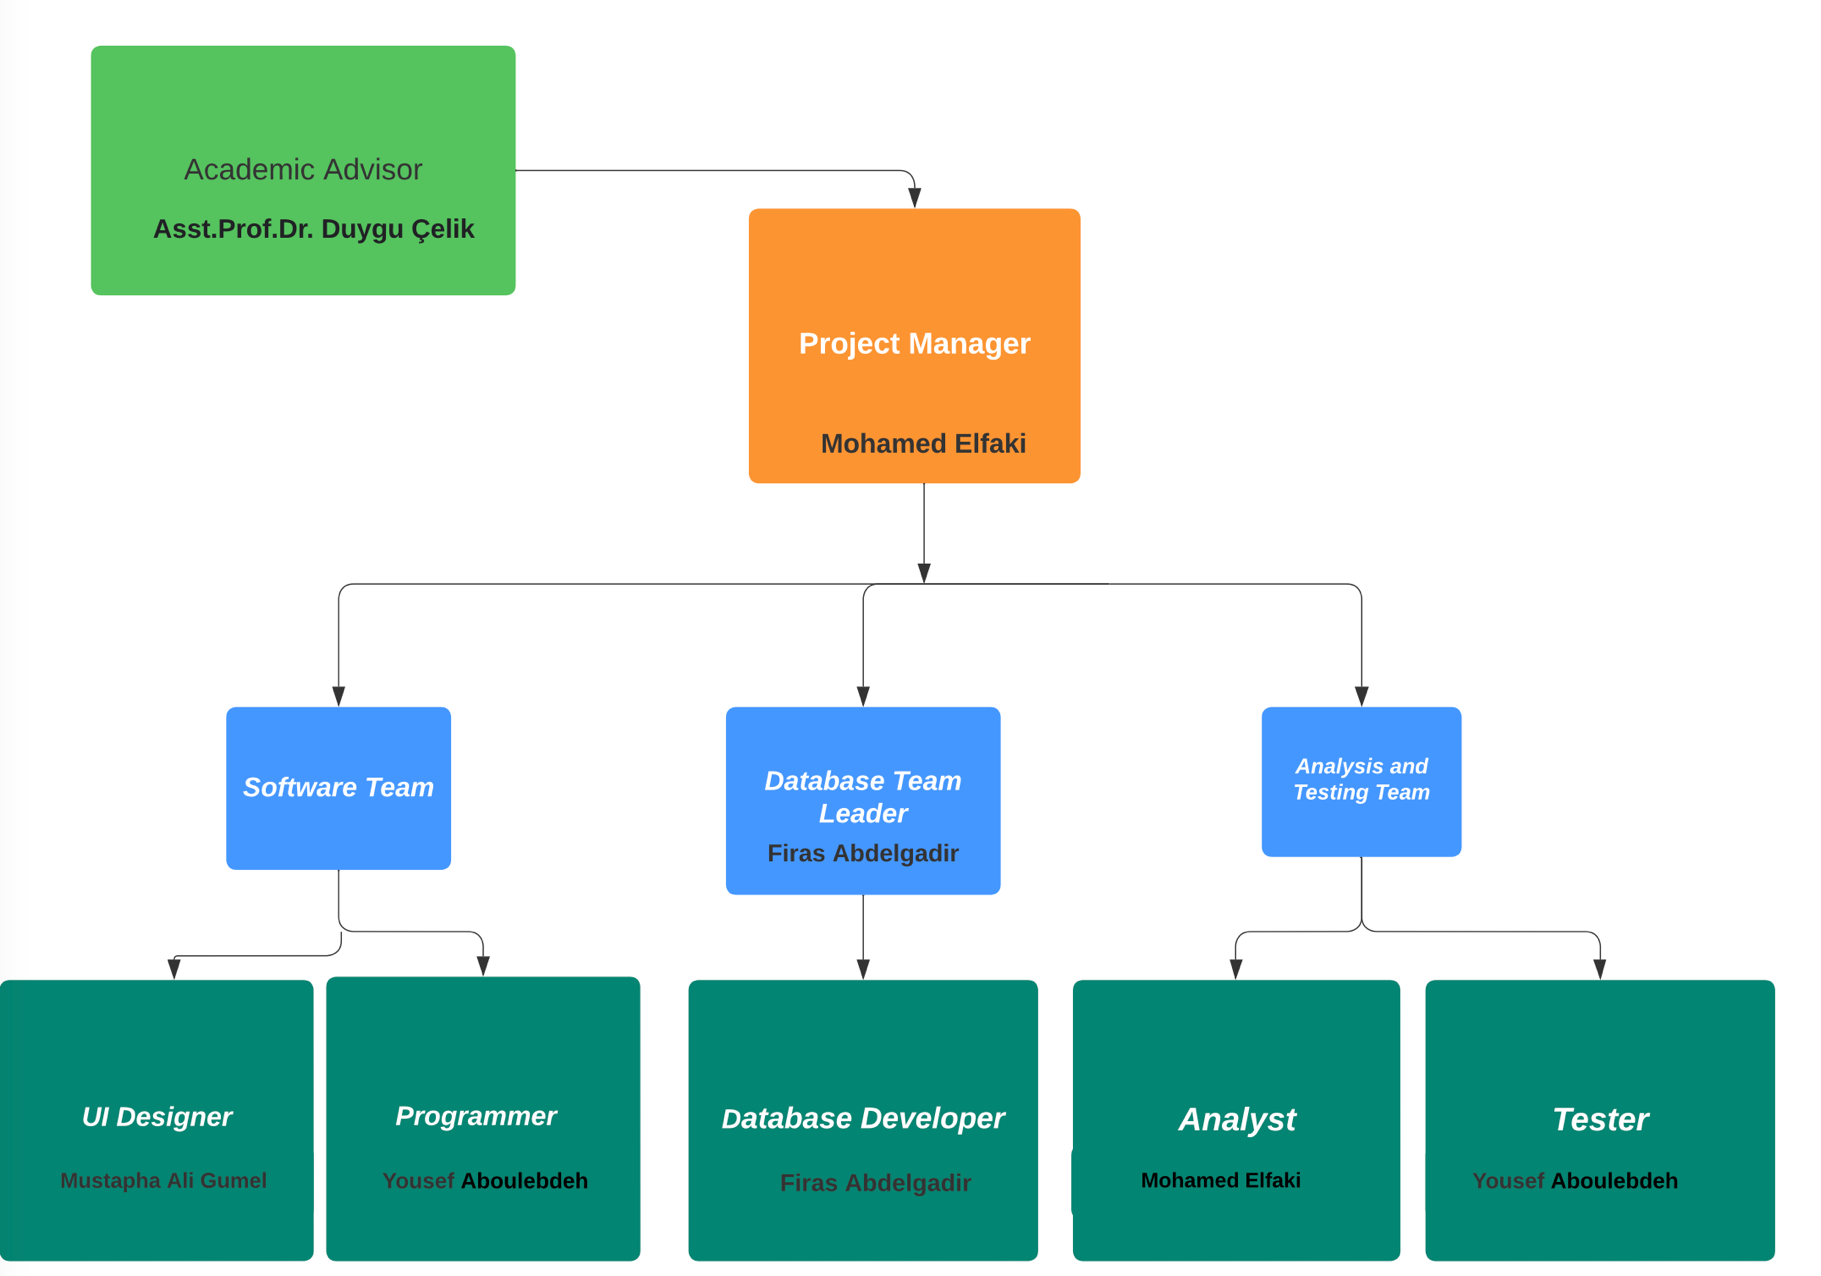 Academic Advisor
Asst.Prof.Dr. Duygu Çelik
Project Manager
Mohamed Elfaki
Software Team
Database Team
Leader
Firas Abdelgadir
Analysis and
Testing Team
UI Designer
Mustapha Ali Gumel
Programmer
Yousef Aboulebdeh
Database Developer
Firas Abdelgadir
Analyst
Mohamed Elfaki
Tester
Yousef Aboulebdeh